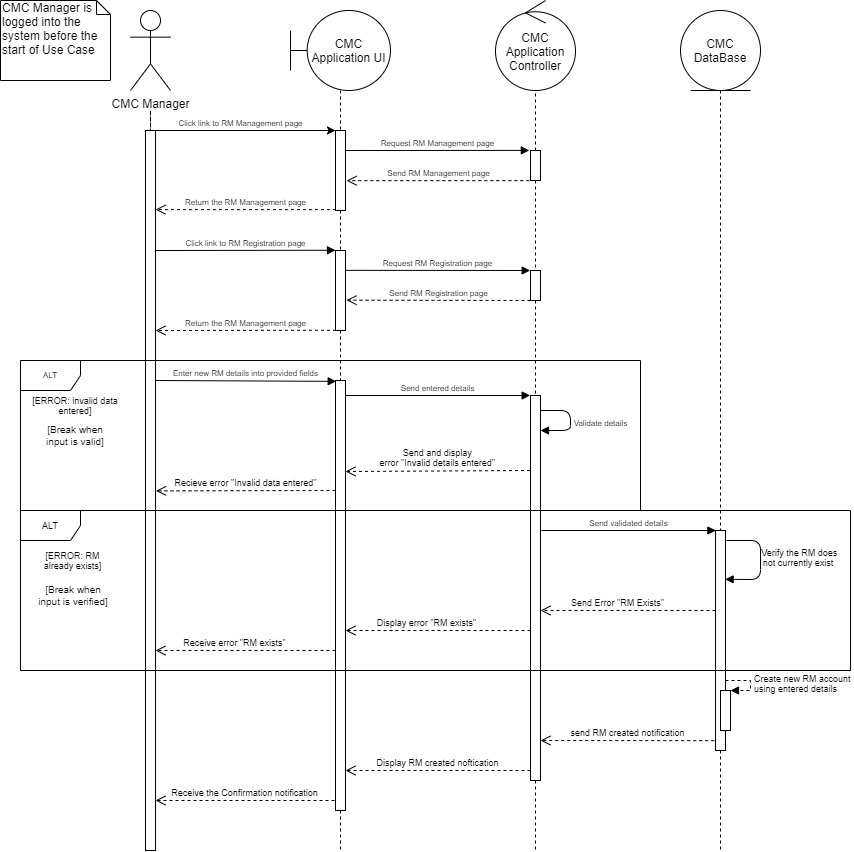 CMC Manager is
logged into the
system before the
start of Use Case
CMC Manager
CMC
Application UI
CMC
Application
Controller
CMC
DataBase
Click link to RM Management page
Request RM Management page
Send RM Management page
Return the RM Management page
Click link to RM Registration page
Request RM Registration page
Send RM Registration page
Return the RM Management page
ALT
[ERROR: invalid data
entered]
[Break when
input is valid]
Enter new RM details into provided fields
Send entered details
Validate details
Send and display
error "Invalid details entered"
Recieve error "Invalid data entered"
ALT
[ERROR: RM
already exists]
[Break when
input is verified]
Send validated details
Verify the RM does
not currently exist
Send Error "RM Exists"
Display error "RM exists"
Receive error "RM exists"
Create new RM account
using entered details
send RM created notification
Display RM created noftication
Receive the Confirmation notification